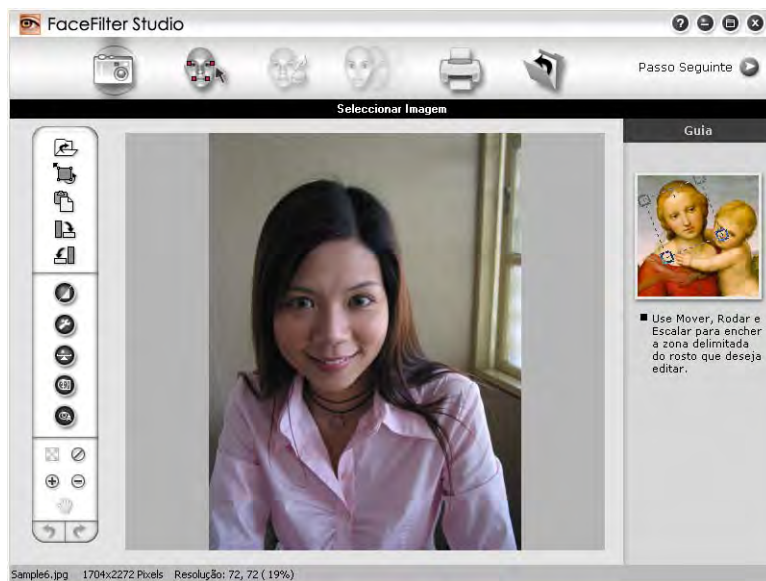 FaceFilter Studio
Passo Seguinte
Seleccionar Imagem
Guia
Use Mover, Rodar e
Escalar para encher
a zona delimitada
do rosto que deseja
editar.
Sample6.jpg 1704x2272 Pixels Resolução: 72, 72 ( 19%)